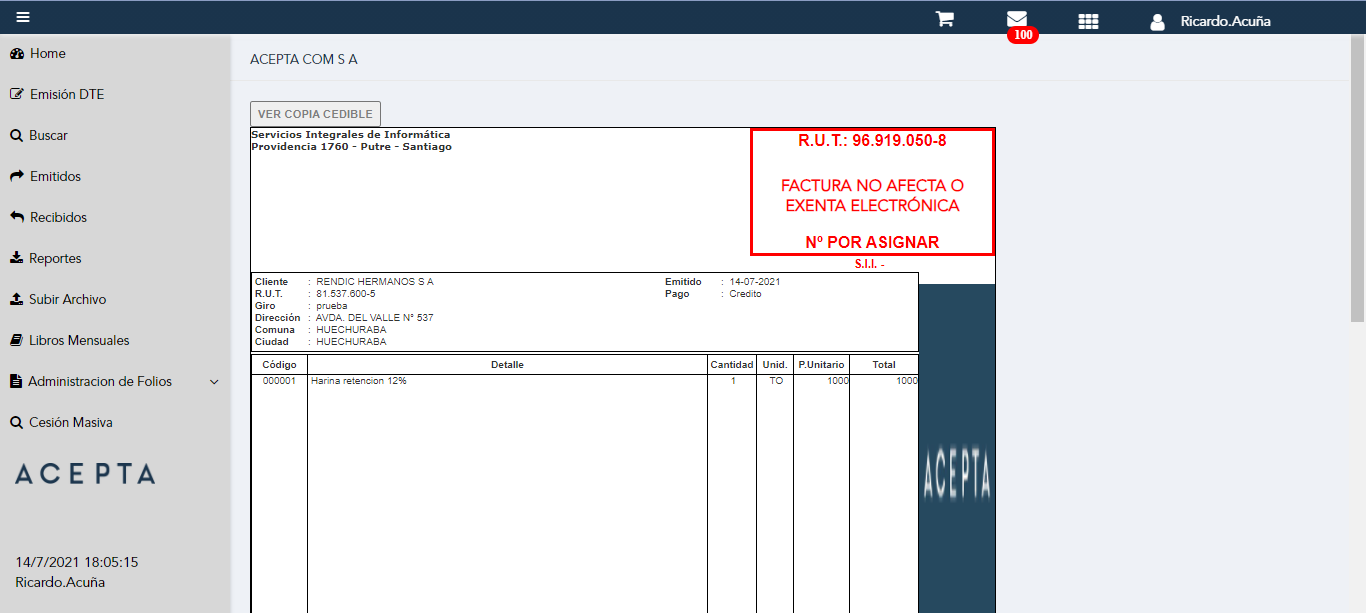 100
Ricardo.Acuña
Home
Emisión DTE
Buscar
Emitidos
Recibidos
Reportes
Subir Archivo
Libros Mensuales
Administracion de Folios
Cesión Masiva
ACEPTA
14/7/2021 18:05:15
Ricardo.Acuña
ACEPTA COM S A
VER COPIA CEDIBLE
Servicios Integrales de Informática
Providencia 1760 - Putre - Santiago
R.U.T.: 96.919.050-8
FACTURA NO AFECTA O
EXENTA ELECTRÓNICA
Nº POR ASIGNAR
S.I.I. -
Cliente : RENDIC HERMANOS S A Emitido : 14-07-2021
R.U.T. : 81.537.600-5 Pago : Credito
Giro : prueba
Dirección : AVDA. DEL VALLE N° 537
Comuna : HUECHURABA
Ciudad : HUECHURABA
Código Detalle Cantidad Unid. P.Unitario Total
000001 Harina retencion 12% 1 TO 1000 1000
ACEPTA